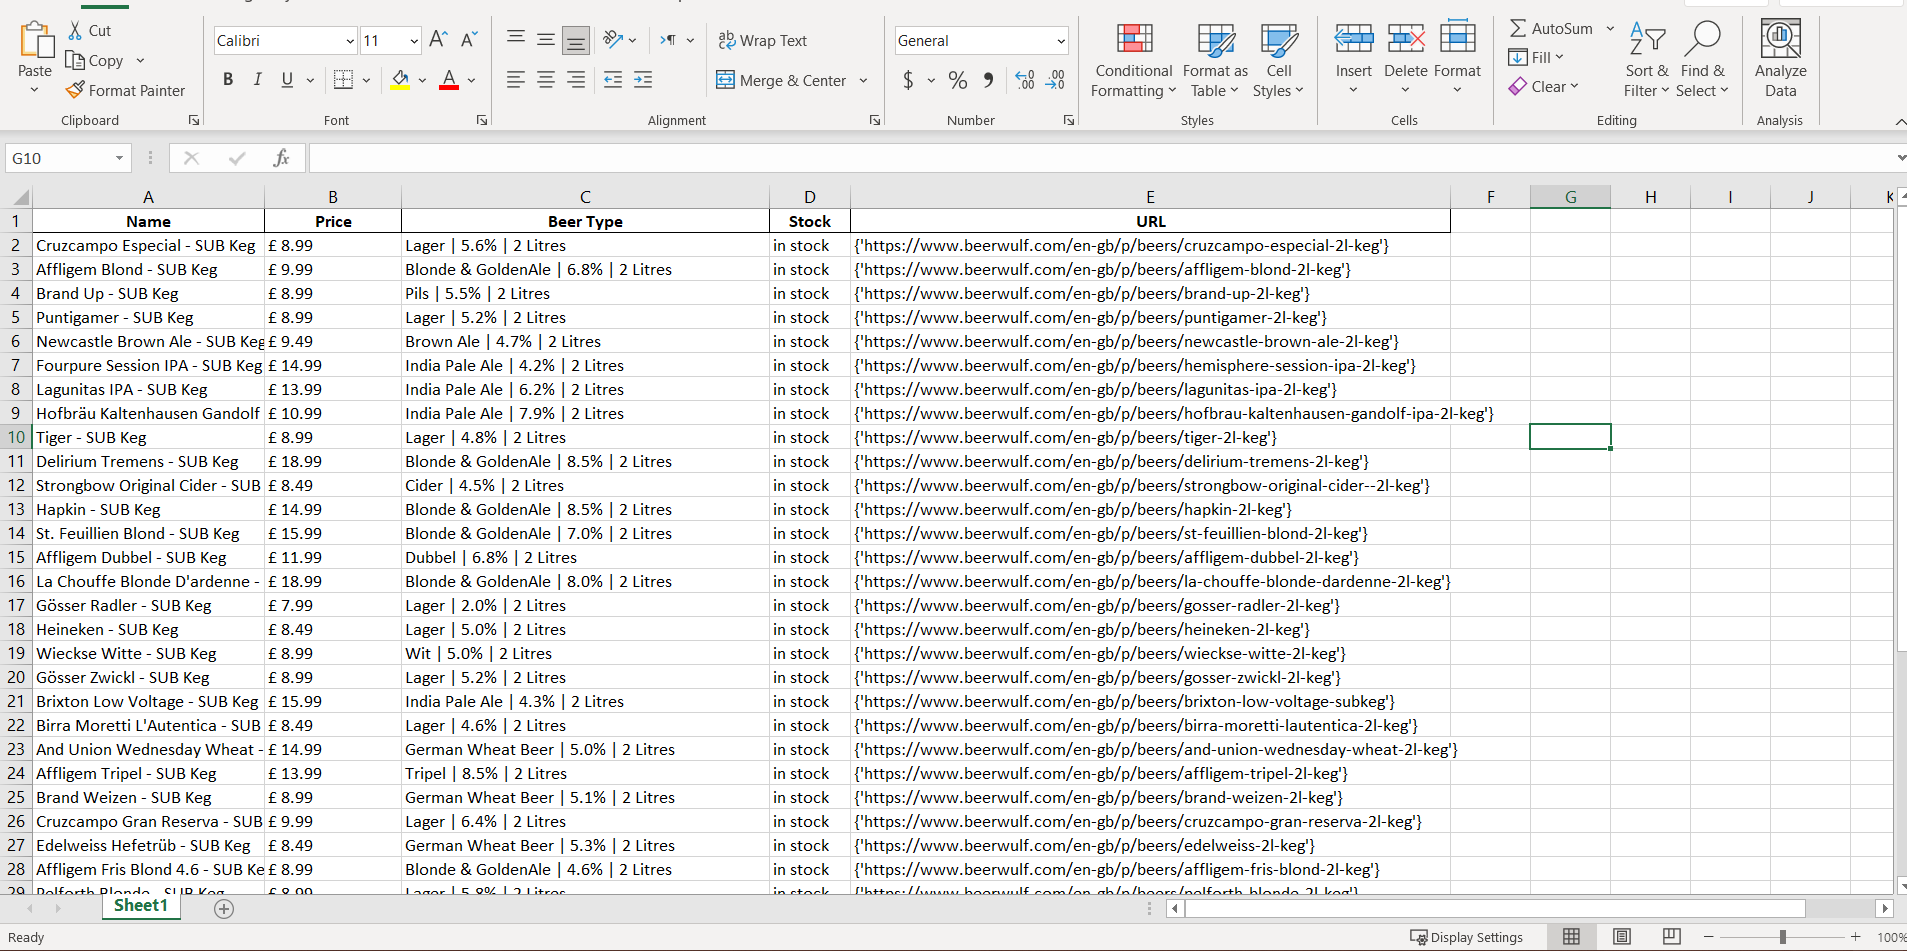 Cut
Copy
Format Painter
Paste
Clipboard
Calibri 11
B I U A
Font
Wrap Text
Merge & Center
Alignment
General
$ % 9
Number
Conditional Formatting
Format as Table
Cell Styles
Styles
Insert Delete Format
Cells
AutoSum
Fill
Clear
Sort & Filter
Find & Select
Editing
Analyze Data
Analysis
G10 fx
A B C D E F G H I J K
1 Name Price Beer Type Stock URL
2 Cruzcampo Especial - SUB Keg £ 8.99 Lager | 5.6% | 2 Litres in stock {'https://www.beerwulf.com/en-gb/p/beers/cruzcampo-especial-2l-keg'}
3 Affligem Blond - SUB Keg £ 9.99 Blonde & GoldenAle | 6.8% | 2 Litres in stock {'https://www.beerwulf.com/en-gb/p/beers/affligem-blond-2l-keg'}
4 Brand Up - SUB Keg £ 8.99 Pils | 5.5% | 2 Litres in stock {'https://www.beerwulf.com/en-gb/p/beers/brand-up-2l-keg'}
5 Puntigamer - SUB Keg £ 8.99 Lager | 5.2% | 2 Litres in stock {'https://www.beerwulf.com/en-gb/p/beers/puntigamer-2l-keg'}
6 Newcastle Brown Ale - SUB Keg £ 9.49 Brown Ale | 4.7% | 2 Litres in stock {'https://www.beerwulf.com/en-gb/p/beers/newcastle-brown-ale-2l-keg'}
7 Fourpure Session IPA - SUB Keg £ 14.99 India Pale Ale | 4.2% | 2 Litres in stock {'https://www.beerwulf.com/en-gb/p/beers/hemisphere-session-ipa-2l-keg'}
8 Lagunitas IPA - SUB Keg £ 13.99 India Pale Ale | 6.2% | 2 Litres in stock {'https://www.beerwulf.com/en-gb/p/beers/lagunitas-ipa-2l-keg'}
9 Hofbräu Kaltenhausen Gandolf £ 10.99 India Pale Ale | 7.9% | 2 Litres in stock {'https://www.beerwulf.com/en-gb/p/beers/hofbrau-kaltenhausen-gandolf-ipa-2l-keg'}
10 Tiger - SUB Keg £ 8.99 Lager | 4.8% | 2 Litres in stock {'https://www.beerwulf.com/en-gb/p/beers/tiger-2l-keg'}
11 Delirium Tremens - SUB Keg £ 18.99 Blonde & GoldenAle | 8.5% | 2 Litres in stock {'https://www.beerwulf.com/en-gb/p/beers/delirium-tremens-2l-keg'}
12 Strongbow Original Cider - SUB £ 8.49 Cider | 4.5% | 2 Litres in stock {'https://www.beerwulf.com/en-gb/p/beers/strongbow-original-cider--2l-keg'}
13 Hapkin - SUB Keg £ 14.99 Blonde & GoldenAle | 8.5% | 2 Litres in stock {'https://www.beerwulf.com/en-gb/p/beers/hapkin-2l-keg'}
14 St. Feuillien Blond - SUB Keg £ 15.99 Blonde & GoldenAle | 7.0% | 2 Litres in stock {'https://www.beerwulf.com/en-gb/p/beers/st-feuillien-blond-2l-keg'}
15 Affligem Dubbel - SUB Keg £ 11.99 Dubbel | 6.8% | 2 Litres in stock {'https://www.beerwulf.com/en-gb/p/beers/affligem-dubbel-2l-keg'}
16 La Chouffe Blonde D'ardenne - £ 18.99 Blonde & GoldenAle | 8.0% | 2 Litres in stock {'https://www.beerwulf.com/en-gb/p/beers/la-chouffe-blonde-dardenne-2l-keg'}
17 Gösser Radler - SUB Keg £ 7.99 Lager | 2.0% | 2 Litres in stock {'https://www.beerwulf.com/en-gb/p/beers/gosser-radler-2l-keg'}
18 Heineken - SUB Keg £ 8.49 Lager | 5.0% | 2 Litres in stock {'https://www.beerwulf.com/en-gb/p/beers/heineken-2l-keg'}
19 Wieckse Witte - SUB Keg £ 8.99 Wit | 5.0% | 2 Litres in stock {'https://www.beerwulf.com/en-gb/p/beers/wieckse-witte-2l-keg'}
20 Gösser Zwickl - SUB Keg £ 8.99 Lager | 5.2% | 2 Litres in stock {'https://www.beerwulf.com/en-gb/p/beers/gosser-zwickl-2l-keg'}
21 Brixton Low Voltage - SUB Keg £ 15.99 India Pale Ale | 4.3% | 2 Litres in stock {'https://www.beerwulf.com/en-gb/p/beers/brixton-low-voltage-subkeg'}
22 Birra Moretti L'Autentica - SUB £ 8.49 Lager | 4.6% | 2 Litres in stock {'https://www.beerwulf.com/en-gb/p/beers/birra-moretti-lautentica-2l-keg'}
23 And Union Wednesday Wheat - £ 14.99 German Wheat Beer | 5.0% | 2 Litres in stock {'https://www.beerwulf.com/en-gb/p/beers/and-union-wednesday-wheat-2l-keg'}
24 Affligem Tripel - SUB Keg £ 13.99 Tripel | 8.5% | 2 Litres in stock {'https://www.beerwulf.com/en-gb/p/beers/affligem-tripel-2l-keg'}
25 Brand Weizen - SUB Keg £ 8.99 German Wheat Beer | 5.1% | 2 Litres in stock {'https://www.beerwulf.com/en-gb/p/beers/brand-weizen-2l-keg'}
26 Cruzcampo Gran Reserva - SUB £ 9.99 Lager | 6.4% | 2 Litres in stock {'https://www.beerwulf.com/en-gb/p/beers/cruzcampo-gran-reserva-2l-keg'}
27 Edelweiss Hefetrüb - SUB Keg £ 8.49 German Wheat Beer | 5.3% | 2 Litres in stock {'https://www.beerwulf.com/en-gb/p/beers/edelweiss-2l-keg'}
28 Affligem Fris Blond 4.6 - SUB Ke £ 8.99 Blonde & GoldenAle | 4.6% | 2 Litres in stock {'https://www.beerwulf.com/en-gb/p/beers/affligem-fris-blond-2l-keg'}
29 Pelforth Blonde - SUB Keg £ 8.99 Lager | 5.8% | 2 Litres in stock {'https://www.beerwulf.com/en-gb/p/beers/pelforth-blonde-2l-keg'}
Sheet1
Ready Display Settings 100%